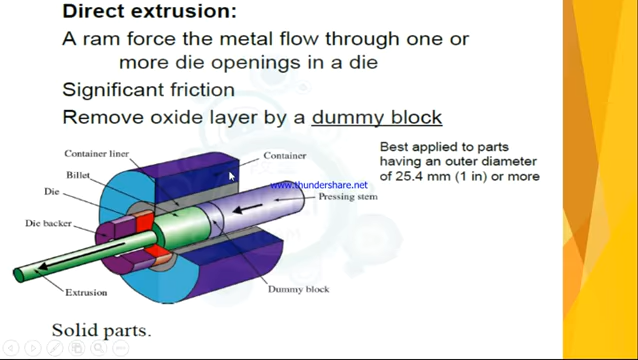 Direct extrusion:
A ram force the metal flow through one or
more die openings in a die
Significant friction
Remove oxide layer by a dummy block
Container liner
Container
Best applied to parts
having an outer diameter
of 25.4 mm (1 in) or more
Billet
www.thundershare.net
Die
Pressing stem
Die backer
Extrusion
Dummy block
Solid parts.